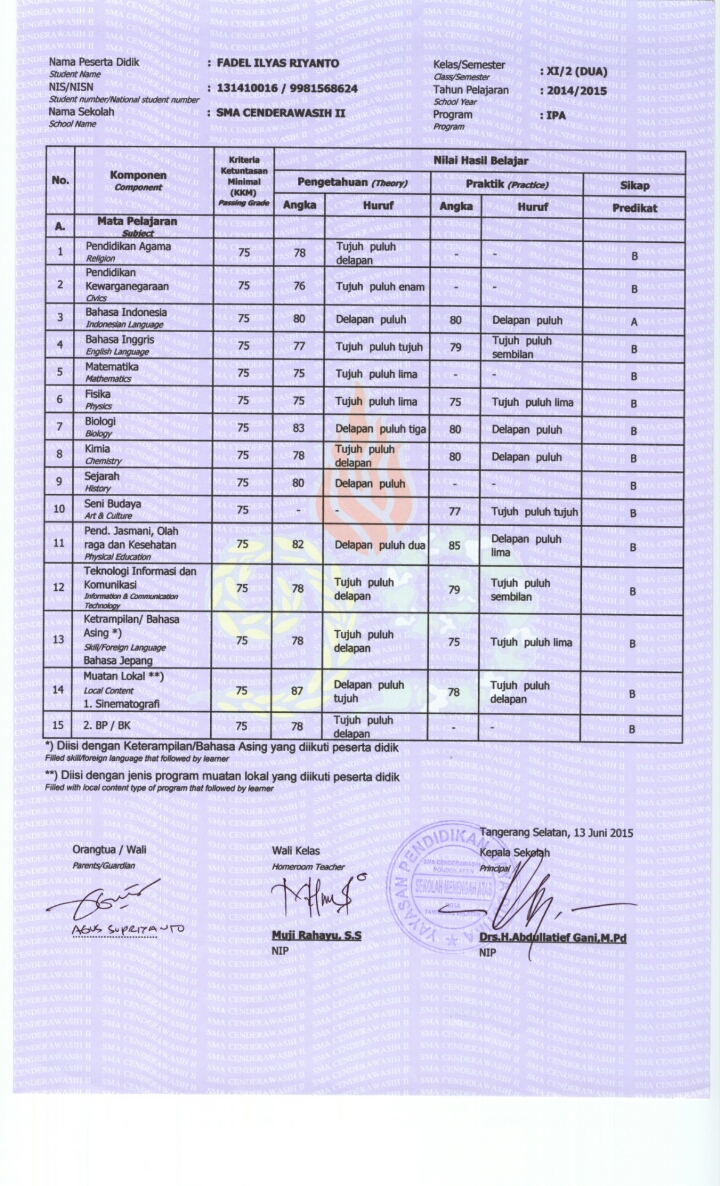 Nama Peserta Didik : FADEL ILYAS RIYANTO
Student Name
NIS/NISN : 131410016 / 9981568624
Student number/National student number
Nama Sekolah : SMA CENDERAWASIH II
School Name
Kelas/Semester : XI/2 (DUA)
Class/Semester
Tahun Pelajaran : 2014/2015
School Year
Program : IPA
Program
No. Komponen Kriteria Ketuntasan Minimal (KKM) Nilai Hasil Belajar
Component Passing Grade
Pengetahuan (Theory) Praktik (Practice) Sikap
Angka Huruf Angka Huruf Predikat
A. Mata Pelajaran
Subject
1 Pendidikan Agama 75 78 Tujuh puluh delapan - - B
Religion
2 Pendidikan Kewarganegaraan 75 76 Tujuh puluh enam - - B
Civics
3 Bahasa Indonesia 75 80 Delapan puluh 80 Delapan puluh A
Indonesian Language
4 Bahasa Inggris 75 77 Tujuh puluh tujuh 79 Tujuh puluh sembilan B
English Language
5 Matematika 75 75 Tujuh puluh lima - - B
Mathematics
6 Fisika 75 75 Tujuh puluh lima 75 Tujuh puluh lima B
Physics
7 Biologi 75 83 Delapan puluh tiga 80 Delapan puluh B
Biology
8 Kimia 75 78 Tujuh puluh delapan 80 Delapan puluh B
Chemistry
9 Sejarah 75 80 Delapan puluh - - B
History
10 Seni Budaya 75 - - 77 Tujuh puluh tujuh B
Art & Culture
11 Pend. Jasmani, Olah raga dan Kesehatan 75 82 Delapan puluh dua 85 Delapan puluh lima B
Physical Education
12 Teknologi Informasi dan Komunikasi 75 78 Tujuh puluh delapan 79 Tujuh puluh sembilan B
Information & Communication Technology
13 Ketrampilan/ Bahasa Asing *) 75 78 Tujuh puluh delapan 75 Tujuh puluh lima B
Skill/Foreign Language
Bahasa Jepang
14 Muatan Lokal **) 75 87 Delapan puluh tujuh 78 Tujuh puluh delapan B
Local Content
1. Sinematografi
15 2. BP / BK 75 78 Tujuh puluh delapan - - B
*) Diisi dengan Keterampilan/Bahasa Asing yang diikuti peserta didik
Filled skill/foreign language that followed by learner
**) Diisi dengan jenis program muatan lokal yang diikuti peserta didik
Filled with local content type of program that followed by learner
Tangerang Selatan, 13 Juni 2015
Orangtua / Wali
Parents/Guardian
AGUS SUPRIYANTO
Wali Kelas
Homeroom Teacher
Muji Rahayu, S.S
NIP
Kepala Sekolah
Principal
Drs.H.Abdullatief Gani,M.Pd
NIP
YAYASAN PENDIDIKAN
SEKOLAH MENENGAH ATAS
SMA CENDERAWASIH II